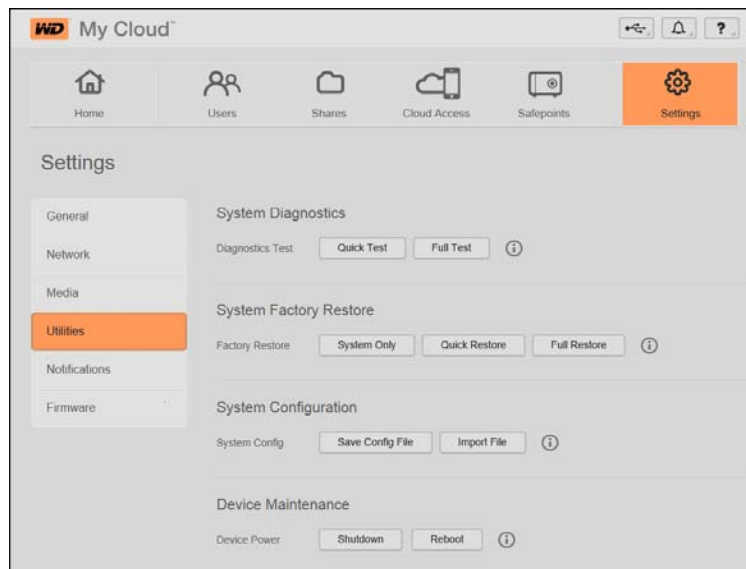 WD My Cloud™
?
Home Users Shares Cloud Access Safepoints Settings
Settings
General
Network
Media
Utilities
Notifications
Firmware
System Diagnostics
Diagnostics Test Quick Test Full Test i
System Factory Restore
Factory Restore System Only Quick Restore Full Restore i
System Configuration
System Config Save Config File Import File i
Device Maintenance
Device Power Shutdown Reboot i